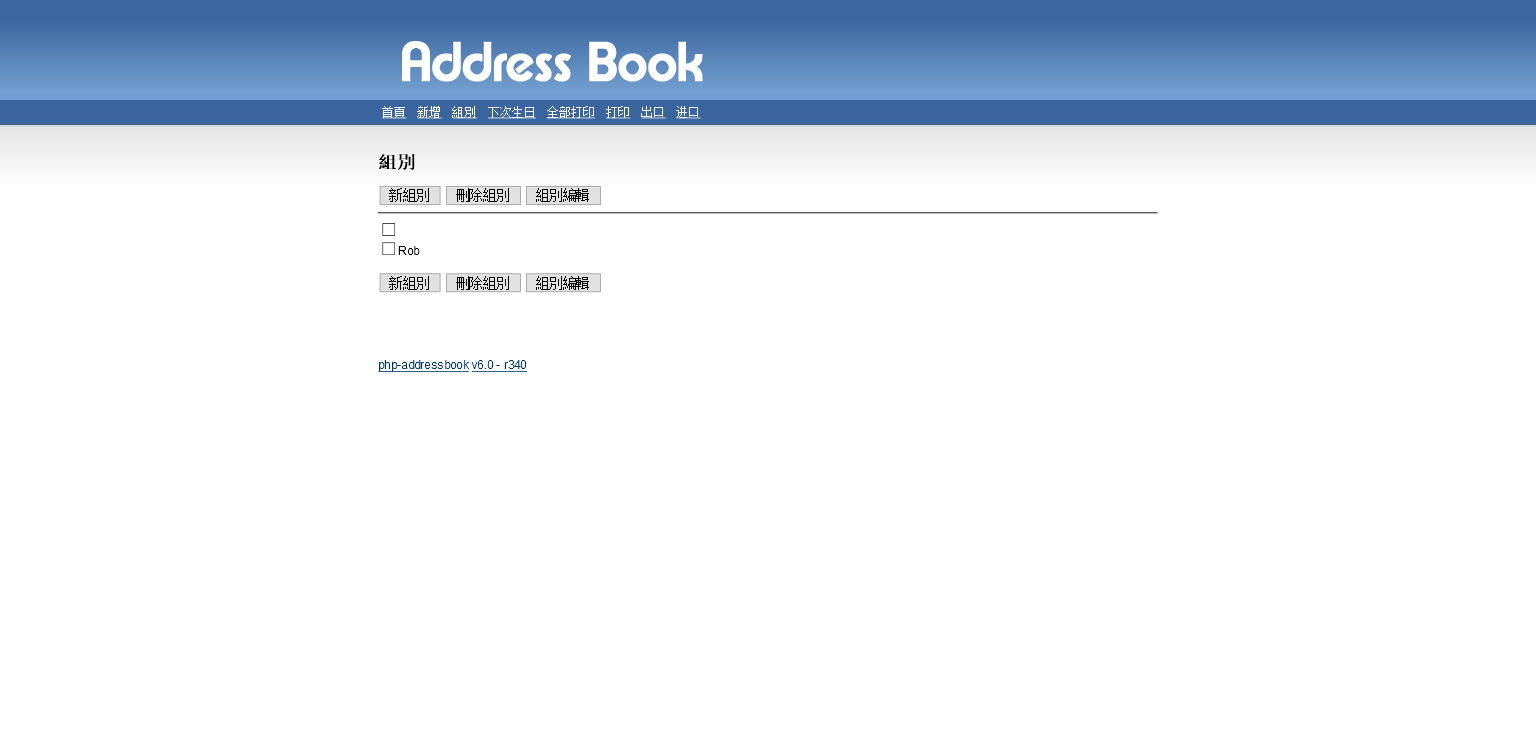 Address Book
首頁 新增 組別 下次生日 全部打印 打印 出口 进口
組別
新組別 刪除組別 組別編輯
Rob
新組別 刪除組別 組別編輯
php-addressbook v6.0 - r340